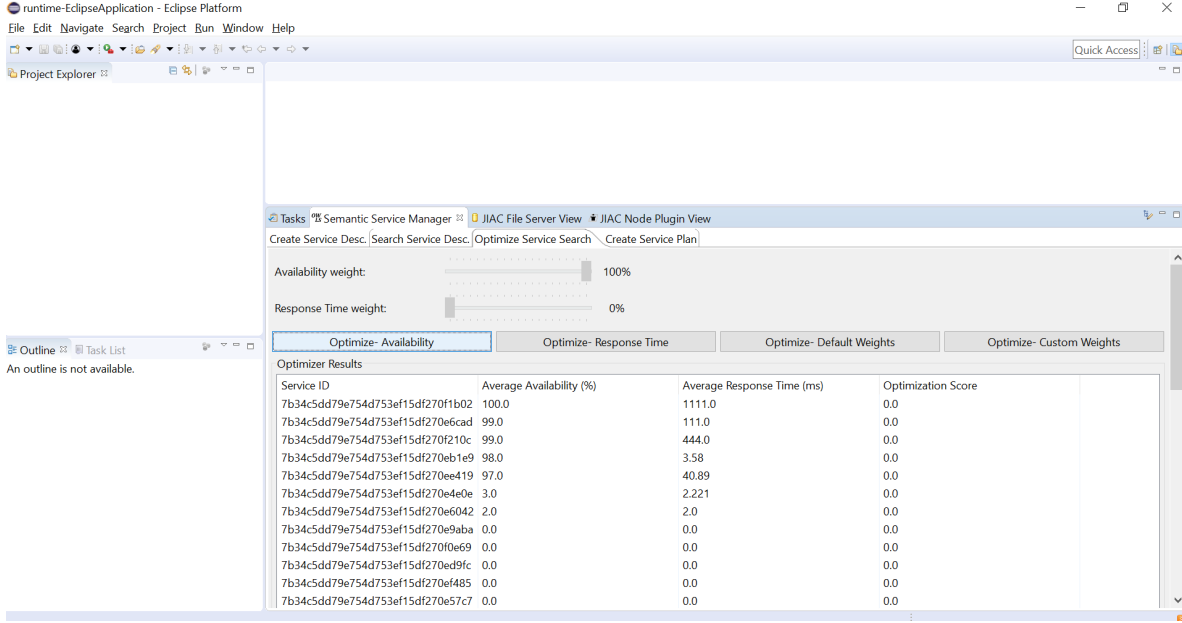 runtime-EclipseApplication - Eclipse Platform
File Edit Navigate Search Project Run Window Help
Quick Access
Project Explorer
Tasks Semantic Service Manager JIAC File Server View JIAC Node Plugin View
Create Service Desc. Search Service Desc. Optimize Service Search Create Service Plan
Availability weight: 100%
Response Time weight: 0%
Optimize- Availability Optimize- Response Time Optimize- Default Weights Optimize- Custom Weights
Outline Task List
An outline is not available.
Optimizer Results
Service ID Average Availability (%) Average Response Time (ms) Optimization Score
7b34c5dd79e754d753ef15df270f1b02 100.0 1111.0 0.0
7b34c5dd79e754d753ef15df270e6cad 99.0 111.0 0.0
7b34c5dd79e754d753ef15df270f210c 99.0 444.0 0.0
7b34c5dd79e754d753ef15df270eb1e9 98.0 3.58 0.0
7b34c5dd79e754d753ef15df270ee419 97.0 40.89 0.0
7b34c5dd79e754d753ef15df270e4e0e 3.0 2.221 0.0
7b34c5dd79e754d753ef15df270e6042 2.0 2.0 0.0
7b34c5dd79e754d753ef15df270e9aba 0.0 0.0 0.0
7b34c5dd79e754d753ef15df270f0e69 0.0 0.0 0.0
7b34c5dd79e754d753ef15df270ed9fc 0.0 0.0 0.0
7b34c5dd79e754d753ef15df270ef485 0.0 0.0 0.0
7b34c5dd79e754d753ef15df270e57c7 0.0 0.0 0.0